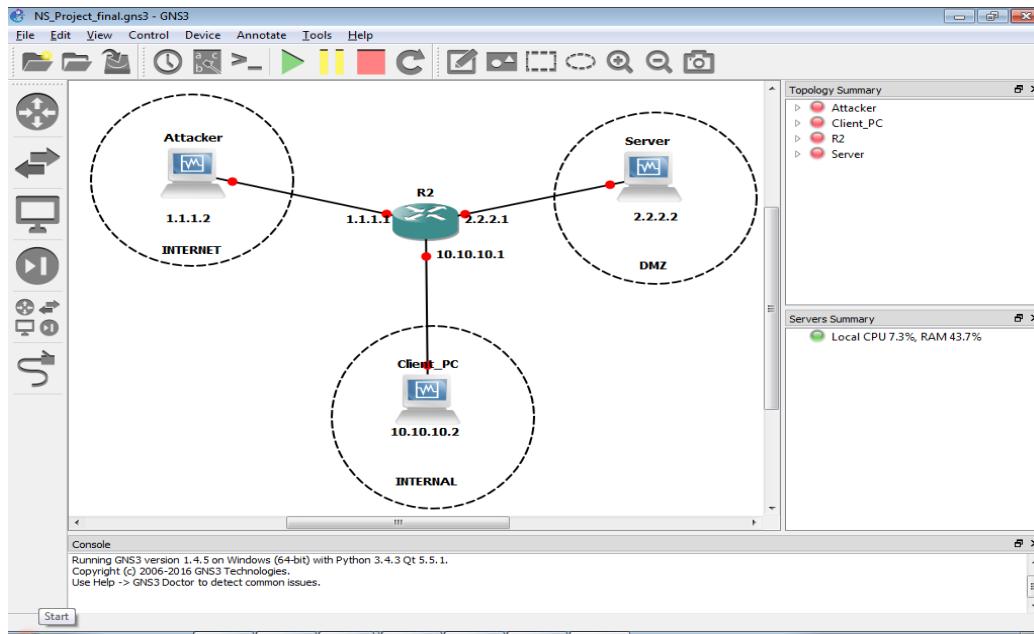 NS_Project_final.gns3 - GNS3
File Edit View Control Device Annotate Tools Help
Topology Summary
Attacker
Client_PC
R2
Server
Attacker
1.1.1.2
INTERNET
R2
1.1.1.1
2.2.2.1
10.10.10.1
Server
2.2.2.2
DMZ
Client_PC
10.10.10.2
INTERNAL
Servers Summary
Local CPU 7.3%, RAM 43.7%
Console
Running GNS3 version 1.4.5 on Windows (64-bit) with Python 3.4.3 Qt 5.5.1.
Copyright (c) 2006-2016 GNS3 Technologies.
Use Help -> GNS3 Doctor to detect common issues.
Start